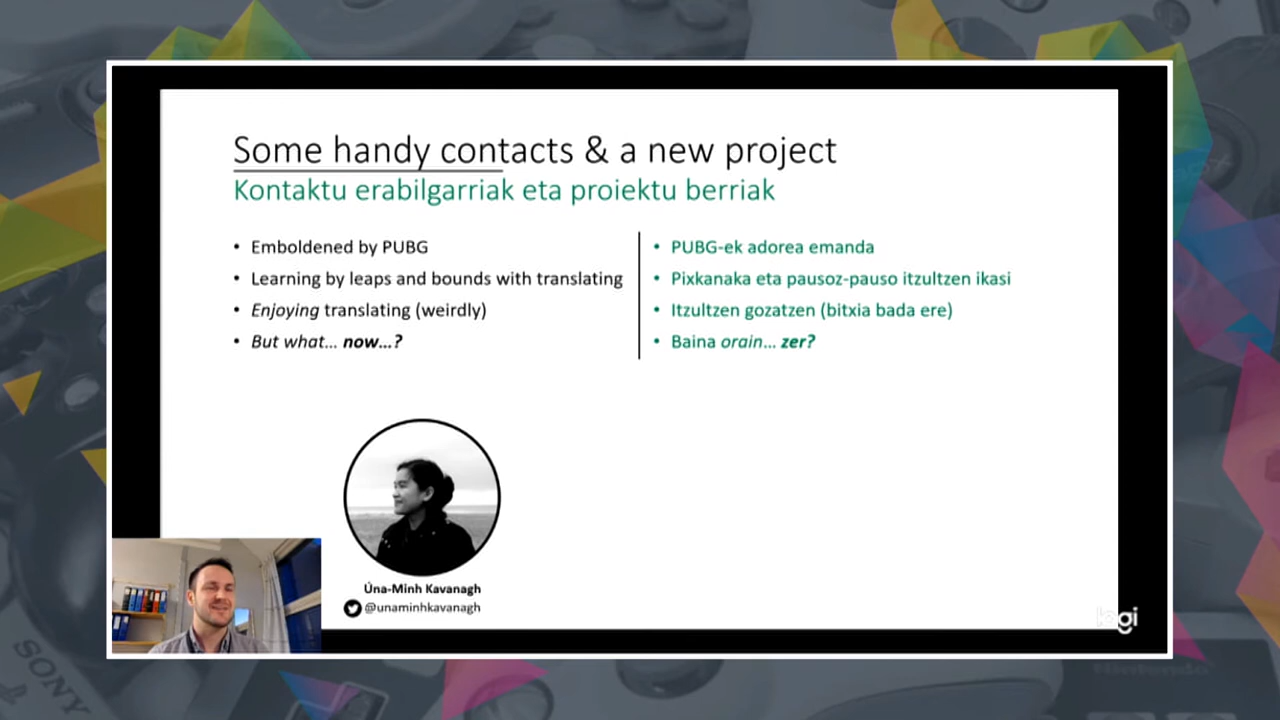 Some handy contacts & a new project
Kontaktu erabilgarriak eta proiektu berriak
• Emboldened by PUBG
• Learning by leaps and bounds with translating
• Enjoying translating (weirdly)
• But what... now...?
• PUBG-ek adorea emanda
• Pixkanaka eta pausoz-pauso itzultzen ikasi
• Itzultzen gozatzen (bitxia bada ere)
• Baina orain... zer?
Úna-Minh Kavanagh
@unaminhkavanagh
logi
SONY